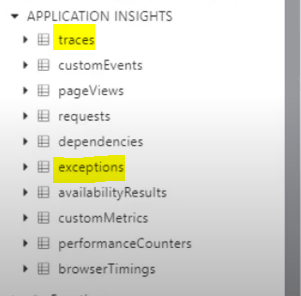 APPLICATION INSIGHTS
traces
customEvents
pageViews
requests
dependencies
exceptions
availabilityResults
customMetrics
performanceCounters
browserTimings